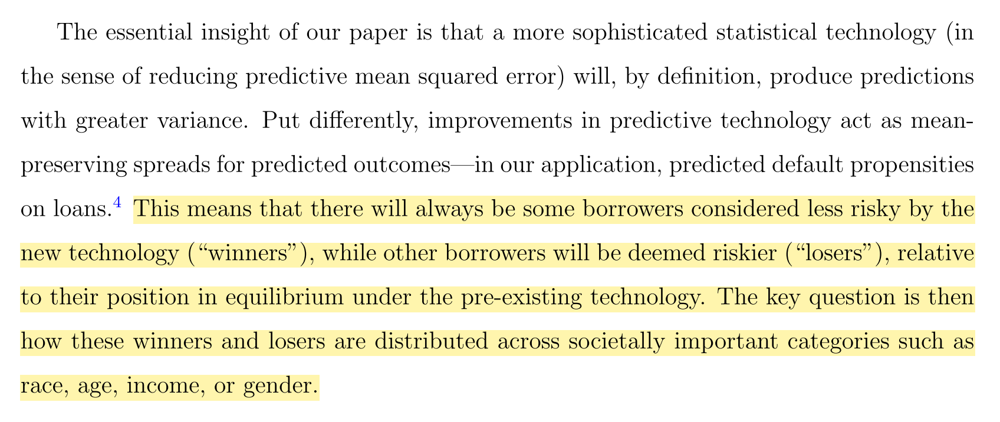 The essential insight of our paper is that a more sophisticated statistical technology (in
the sense of reducing predictive mean squared error) will, by definition, produce predictions
with greater variance. Put differently, improvements in predictive technology act as mean-
preserving spreads for predicted outcomes—in our application, predicted default propensities
on loans.4 This means that there will always be some borrowers considered less risky by the
new technology (“winners”), while other borrowers will be deemed riskier (“losers”), relative
to their position in equilibrium under the pre-existing technology. The key question is then
how these winners and losers are distributed across societally important categories such as
race, age, income, or gender.